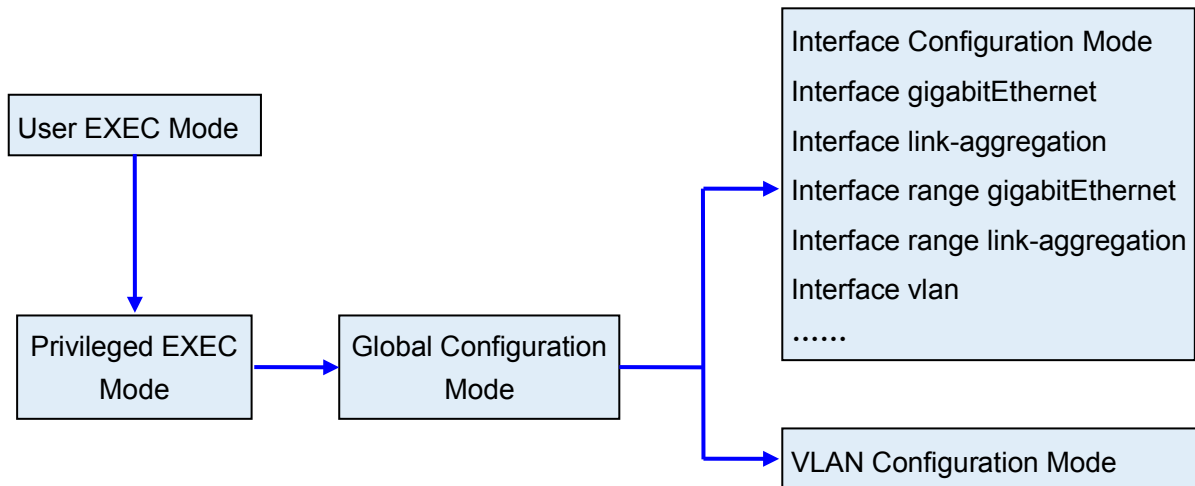 User EXEC Mode
Privileged EXEC
Mode
Global Configuration
Mode
Interface Configuration Mode
Interface gigabitEthernet
Interface link-aggregation
Interface range gigabitEthernet
Interface range link-aggregation
Interface vlan
……
VLAN Configuration Mode